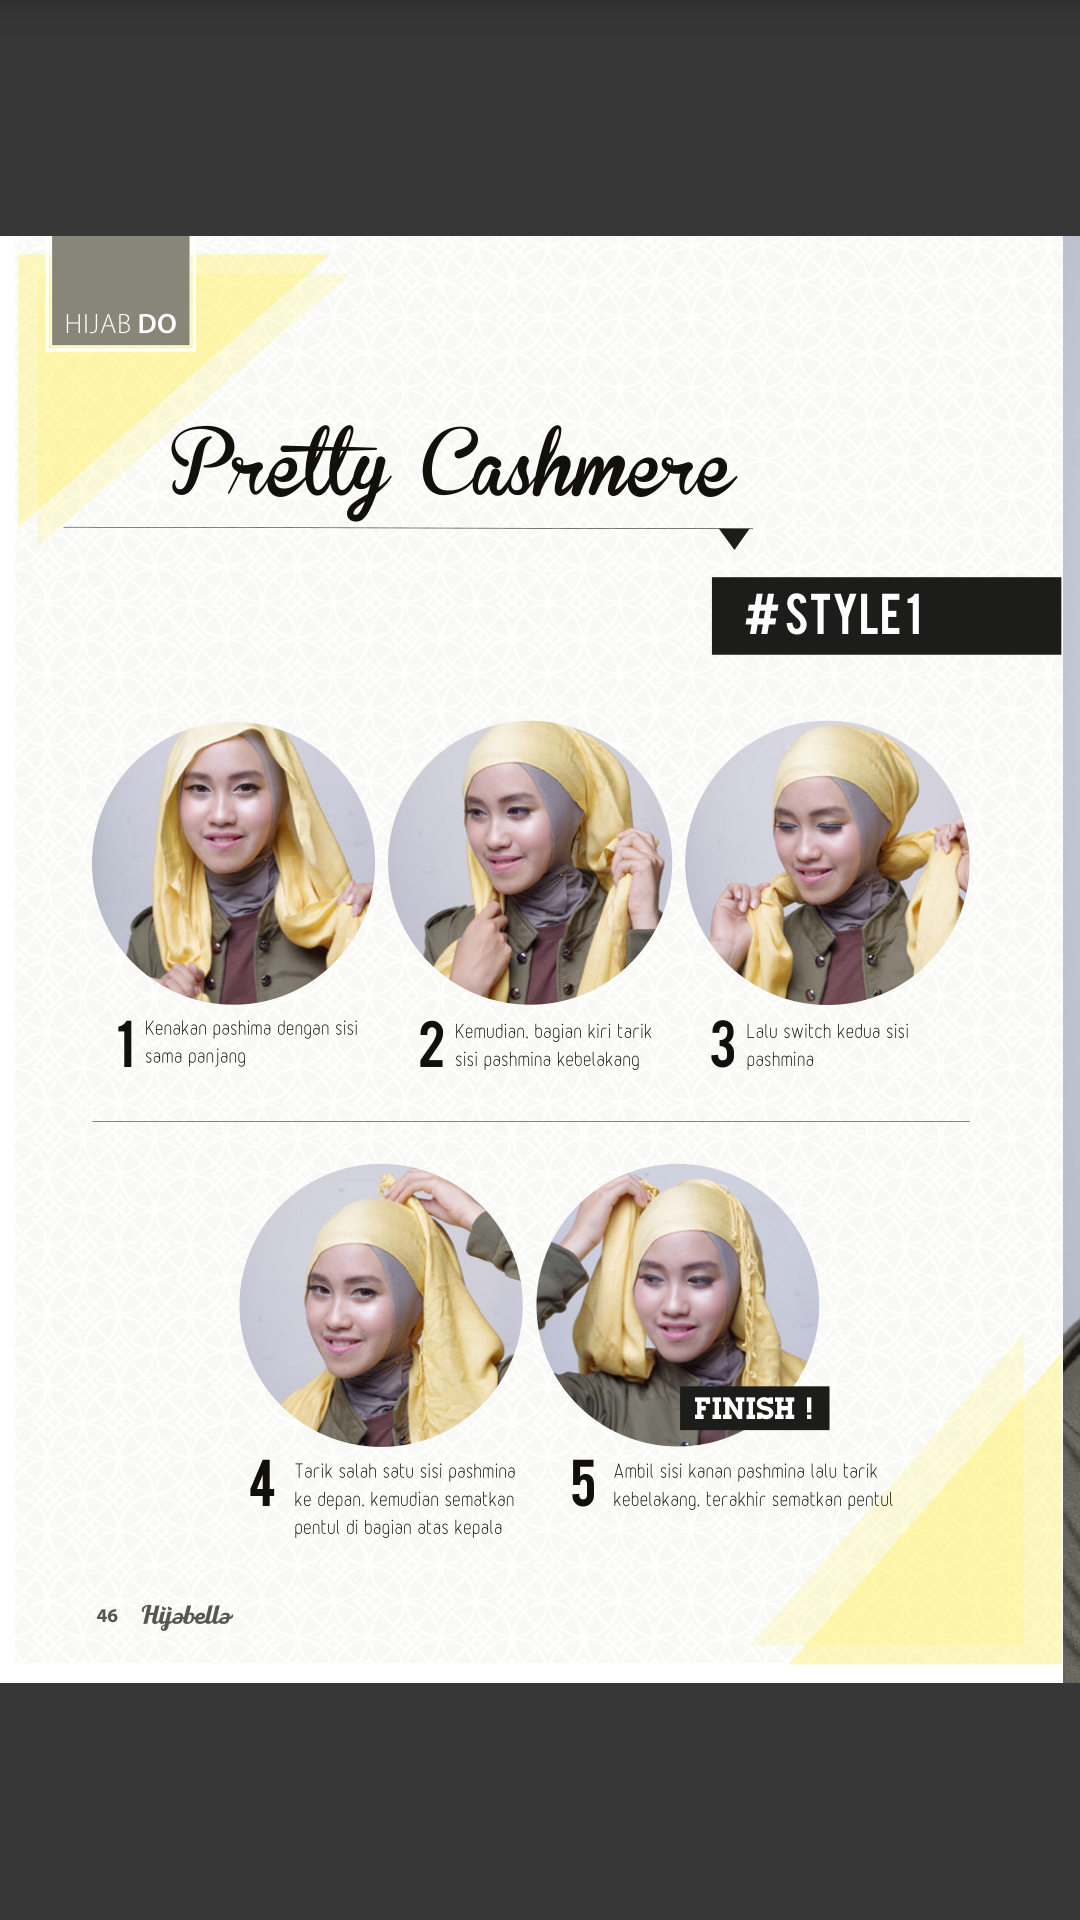 HIJAB DO
Pretty Cashmere
#STYLE1
1 Kenakan pashima dengan sisi
sama panjang
2 Kemudian, bagian kiri tarik
sisi pashmina kebelakang
3 Lalu switch kedua sisi
pashmina
FINISH !
4 Tarik salah satu sisi pashmina
ke depan, kemudian sematkan
pentul di bagian atas kepala
5 Ambil sisi kanan pashmina lalu tarik
kebelakang, terakhir sematkan pentul
46 Hijabella